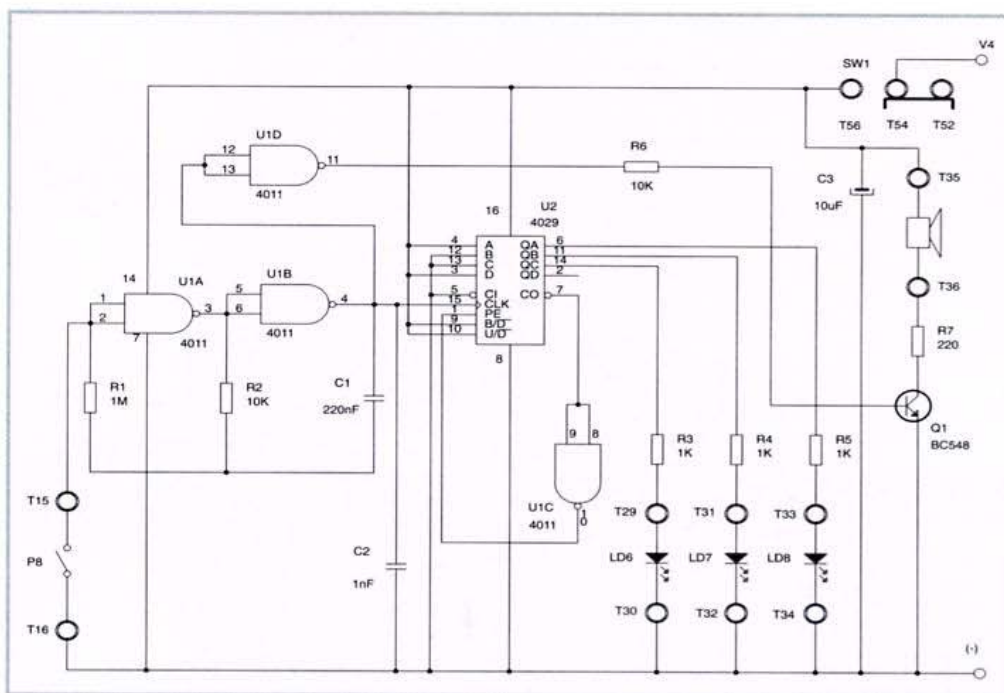 V4
SW1
T56
T54
T52
U1D
12
13
11
4011
R6
10K
C3
10uF
T35
16
U2
4029
4
12
13
3
A
B
C
D
QA
QB
QC
QD
6
11
14
2
5
15
1
9
10
CI
CLK
PE
B/D
U/D
CO
7
8
14
U1A
1
2
3
7
4011
U1B
5
6
4
4011
T36
R7
220
Q1
BC548
R1
1M
R2
10K
C1
220nF
9
8
U1C
4011
1
0
R3
1K
R4
1K
R5
1K
T15
P8
T16
C2
1nF
T29
T31
T33
LD6
LD7
LD8
T30
T32
T34
(-)